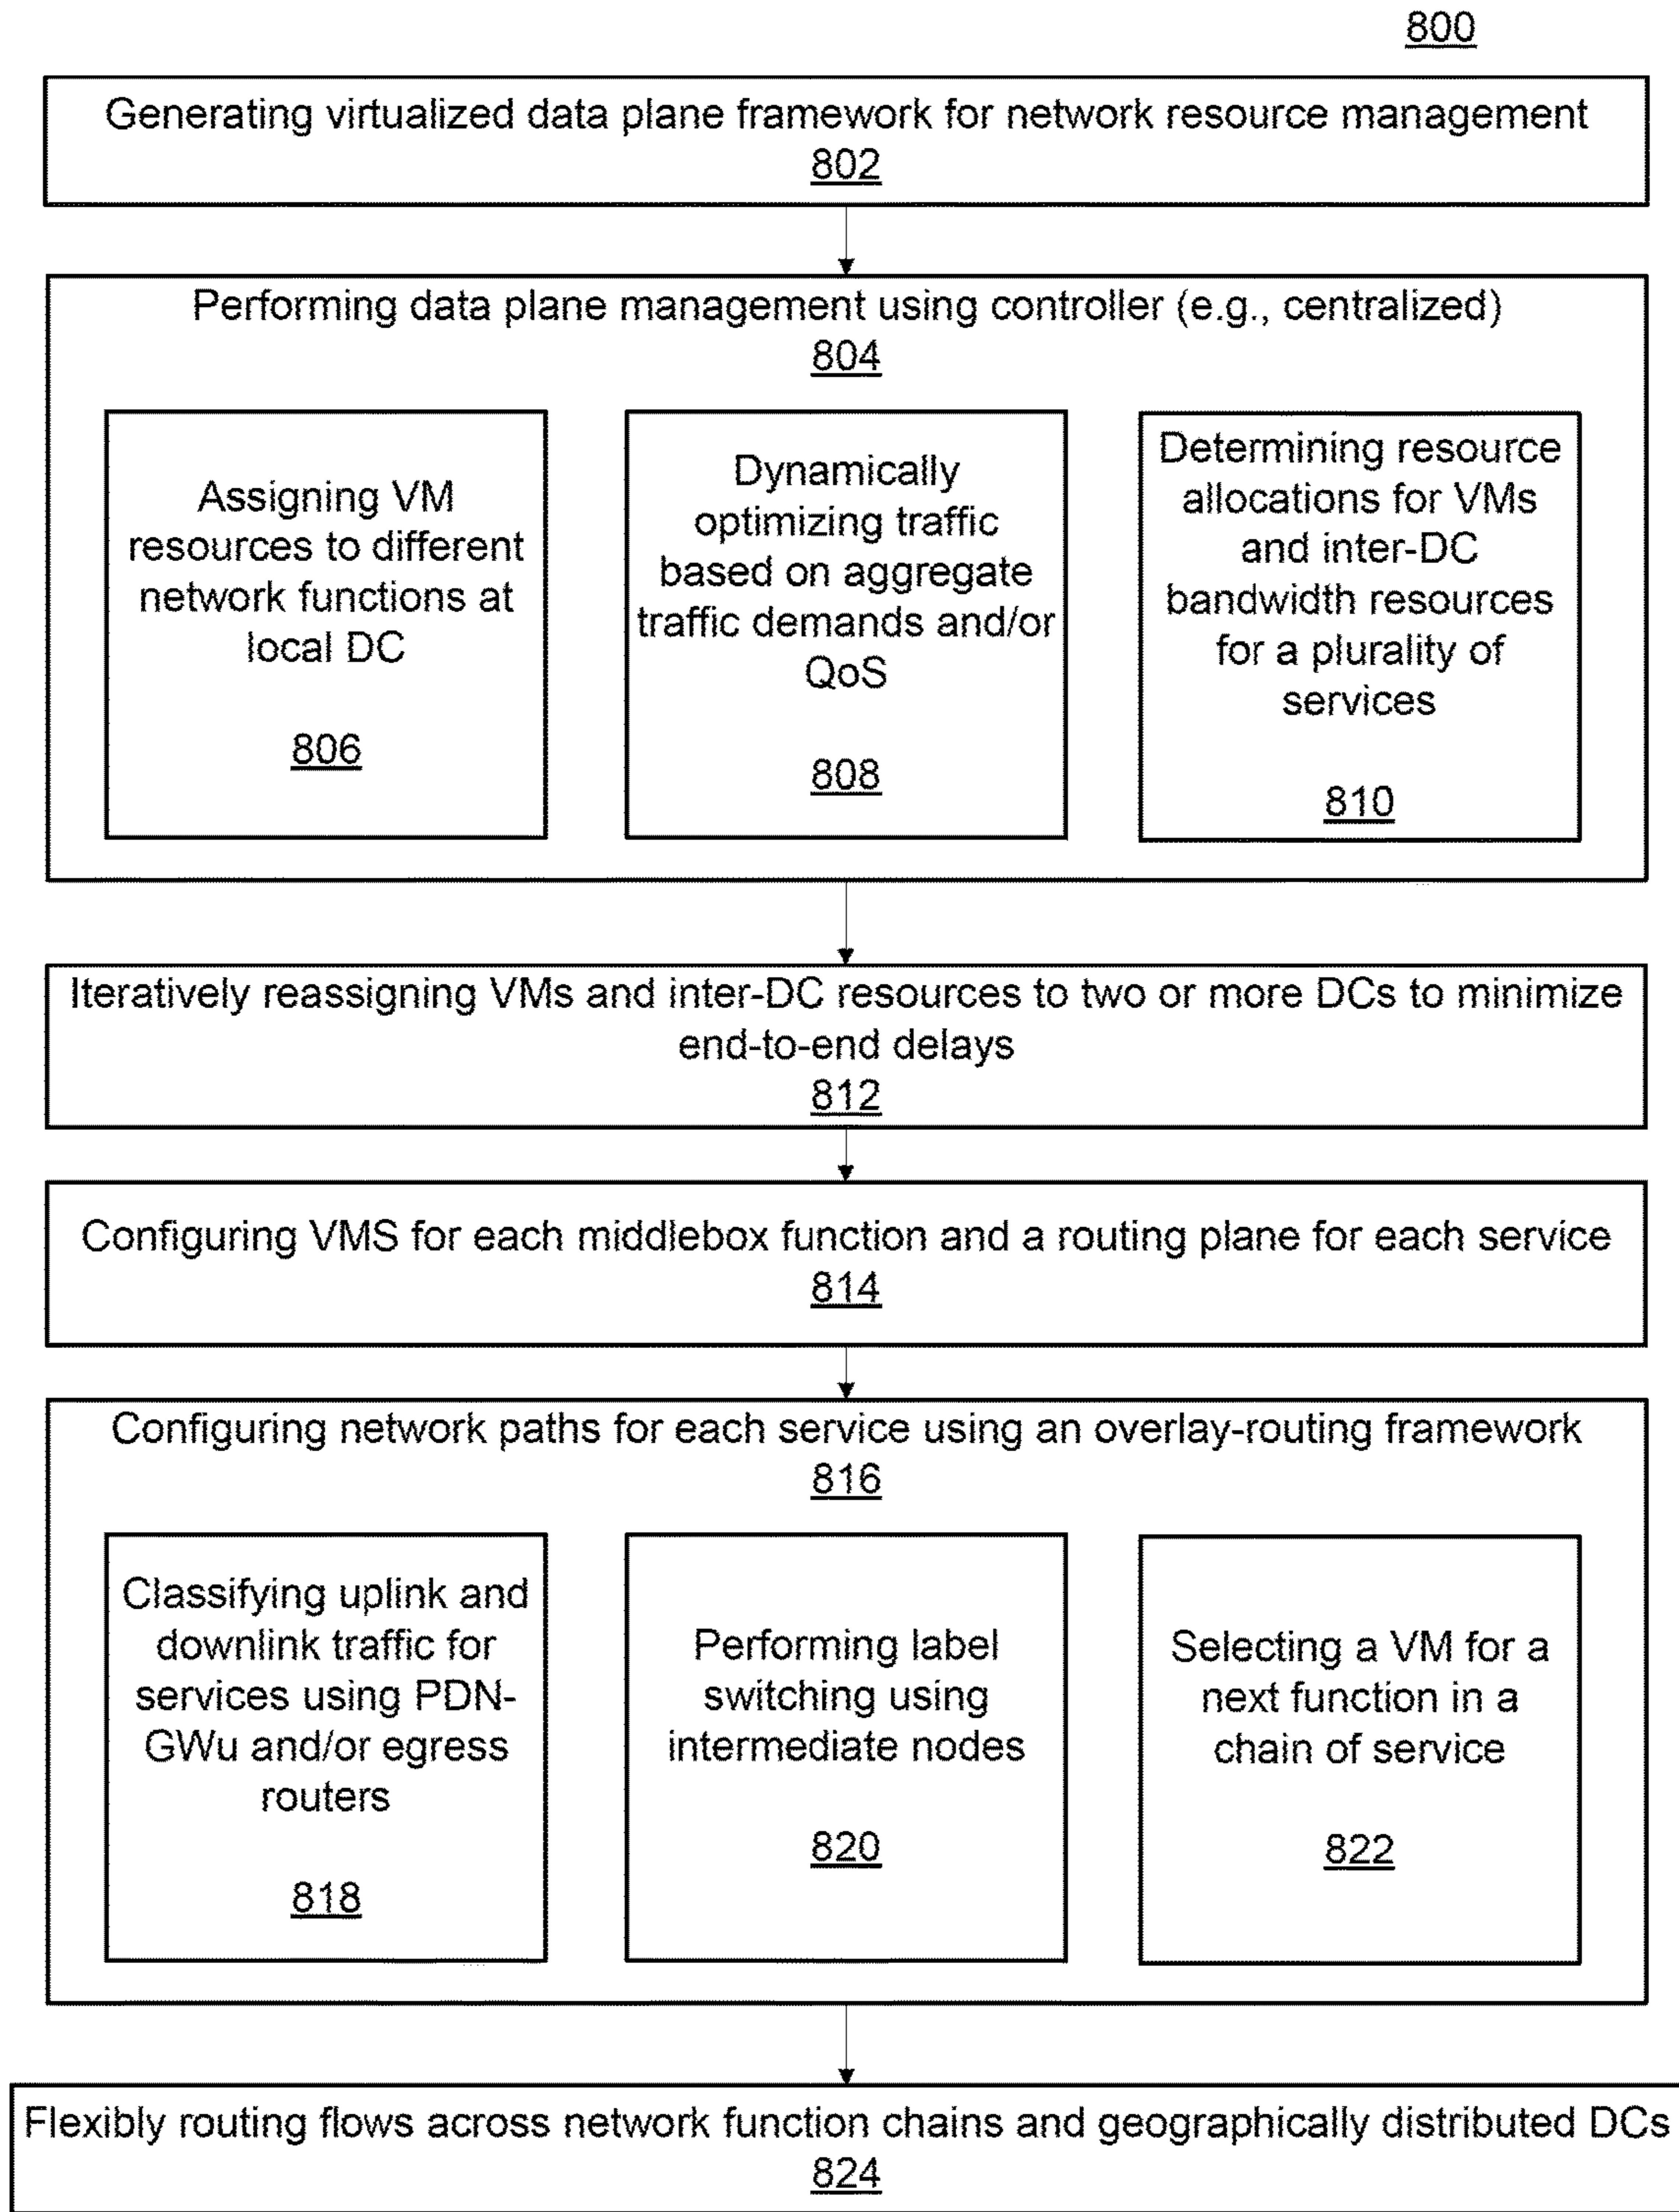 800
Generating virtualized data plane framework for network resource management
802
Performing data plane management using controller (e.g., centralized)
804
Assigning VM
resources to different
network functions at
local DC
806
Dynamically
optimizing traffic
based on aggregate
traffic demands and/or
QoS
808
Determining resource
allocations for VMs
and inter-DC
bandwidth resources
for a plurality of
services
810
Iteratively reassigning VMs and inter-DC resources to two or more DCs to minimize
end-to-end delays
812
Configuring VMS for each middlebox function and a routing plane for each service
814
Configuring network paths for each service using an overlay-routing framework
816
Classifying uplink and
downlink traffic for
services using PDN-
GWu and/or egress
routers
818
Performing label
switching using
intermediate nodes
820
Selecting a VM for a
next function in a
chain of service
822
Flexibly routing flows across network function chains and geographically distributed DCs
824